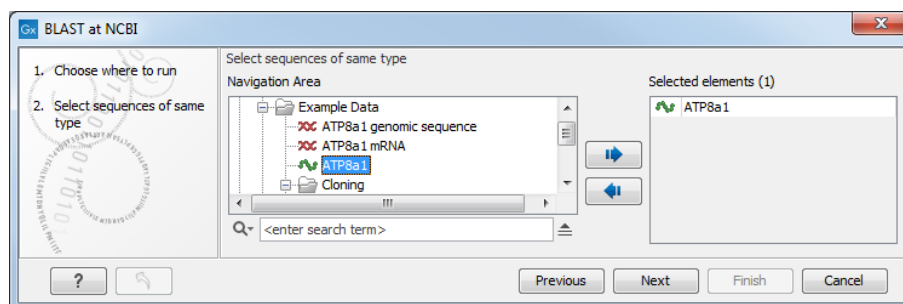 Gx BLAST at NCBI
1. Choose where to run
2. Select sequences of same
type
Select sequences of same type
Navigation Area
Example Data
ATP8a1 genomic sequence
ATP8a1 mRNA
ATP8a1
Cloning
<enter search term>
Selected elements (1)
ATP8a1
?
Previous
Next
Finish
Cancel